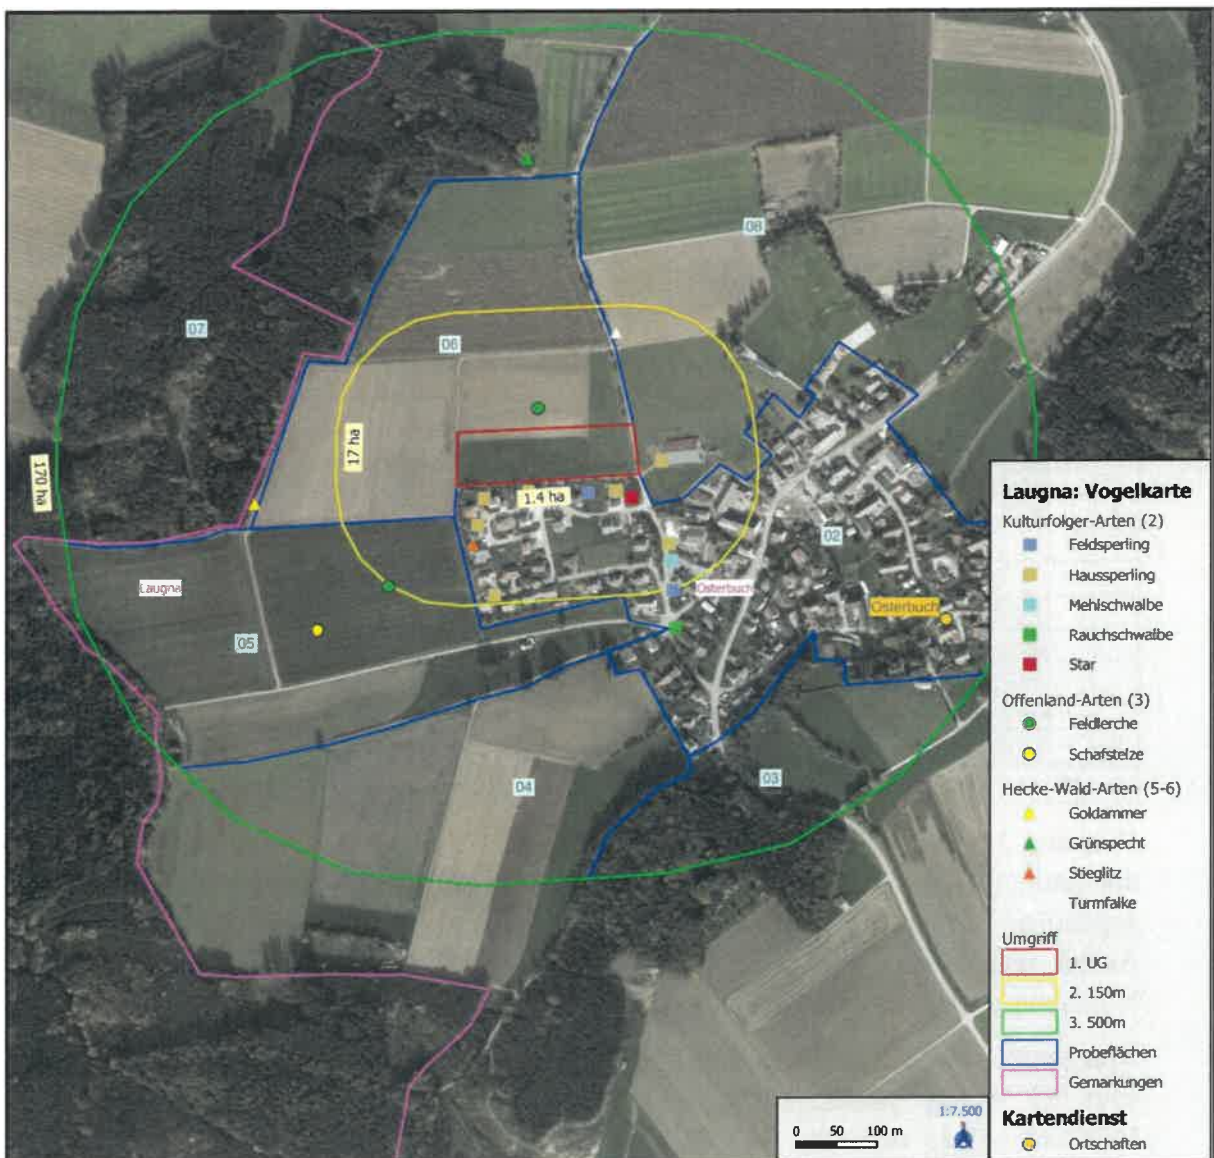 08
07
06
17 ha
170 ha
1.4 ha
02
Laugna
Osterbuch
Osterbuch
05
04
03
Laugna: Vogelkarte
Kulturfolger-Arten (2)
Feldsperling
Haussperling
Mehlschwalbe
Rauchschwalbe
Star
Offenland-Arten (3)
Feldlerche
Schafstelze
Hecke-Wald-Arten (5-6)
Goldammer
Grünspecht
Stieglitz
Turmfalke
Umgriff
1. UG
2. 150m
3. 500m
Probeflächen
Gemarkungen
Kartendienst
Ortschaften
1:7.500
0 50 100 m